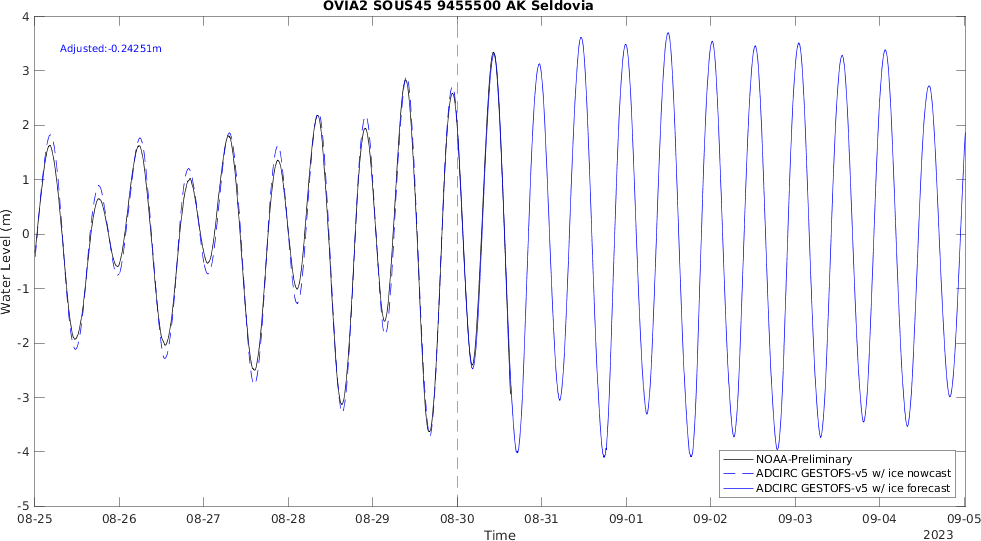 OVIA2 SOUS45 9455500 AK Seldovia
Adjusted:-0.24251m
Water Level (m)
4
3
2
1
0
-1
-2
-3
-4
-5
NOAA-Preliminary
ADCIRC GESTOFS-v5 w/ ice nowcast
ADCIRC GESTOFS-v5 w/ ice forecast
08-25 08-26 08-27 08-28 08-29 08-30 08-31 09-01 09-02 09-03 09-04 09-05
Time
2023